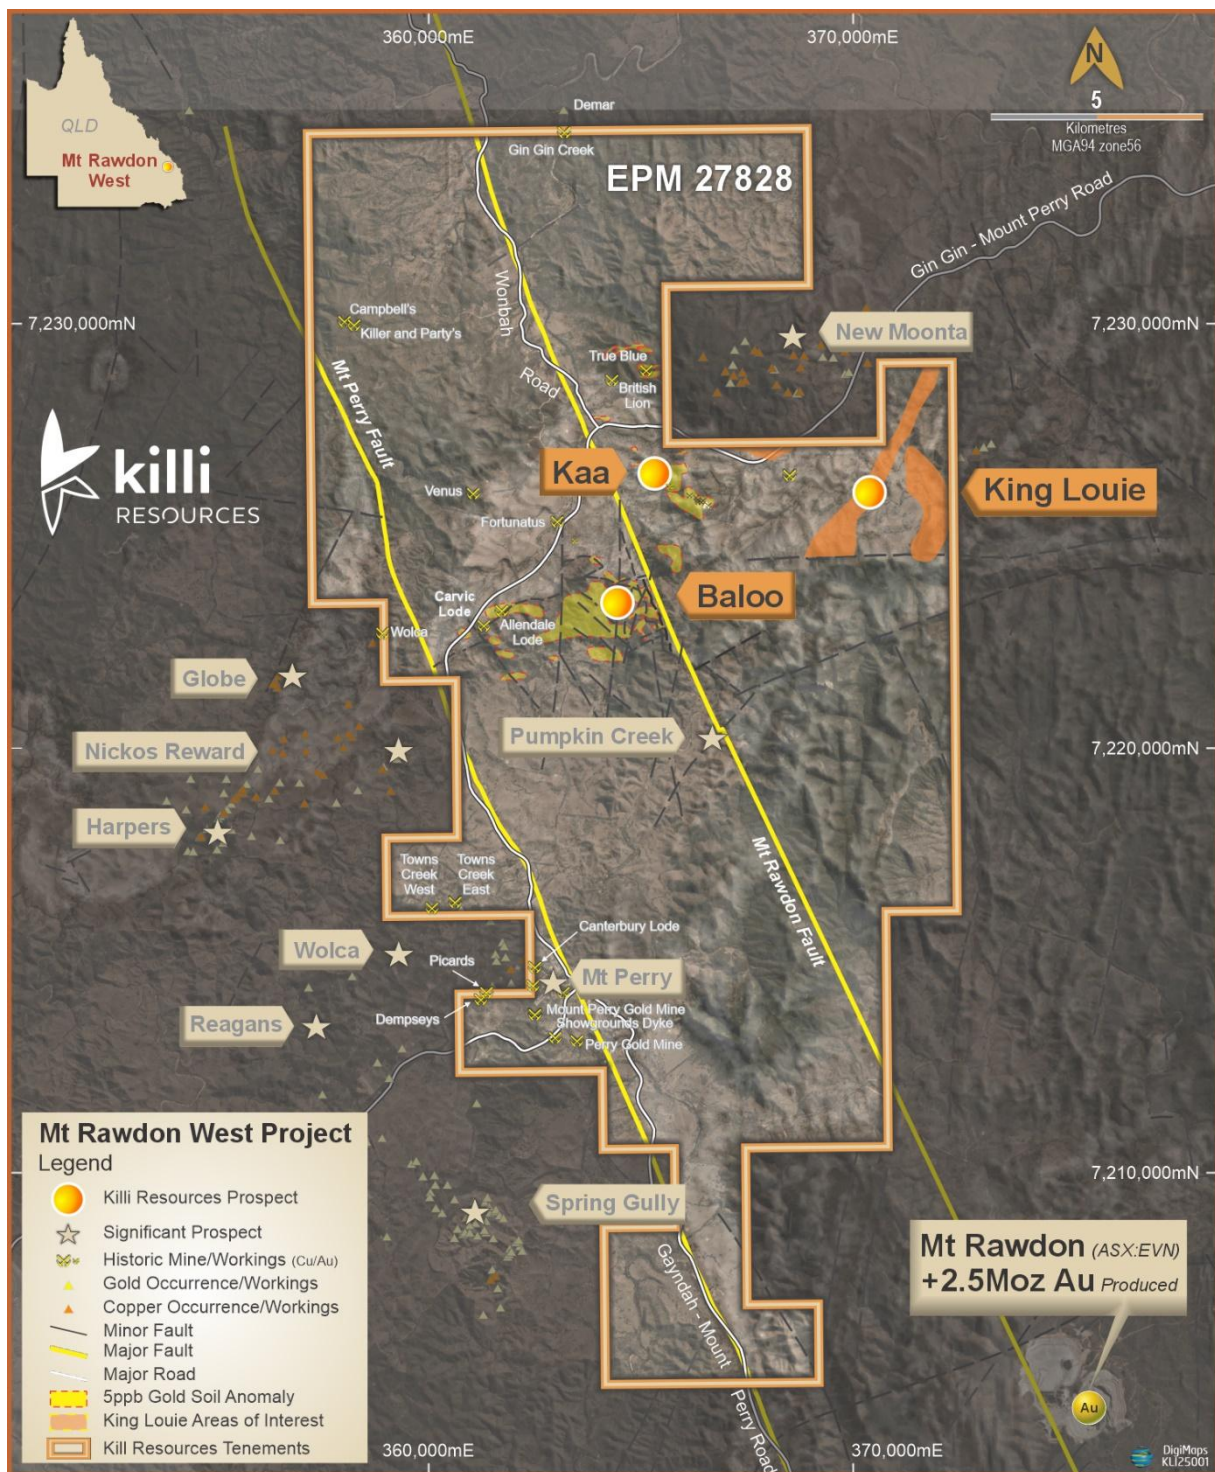 360,000mE
370,000mE
N
5
Kilometres
MGA94 zone56
QLD
Mt Rawdon
West
Demar
Gin Gin Creek
EPM 27828
Gin Gin - Mount Perry Road
Wonbah
Road
7,230,000mN
7,230,000mN
Campbell's
Killer and Party's
New Moonta
True Blue
British
Lion
Mt Perry Fault
killi
RESOURCES
Kaa
King Louie
Venus
Fortunatus
Baloo
Carvic
Lode
Allendale
Lode
Wolca
Globe
Pumpkin Creek
Nickos Reward
7,220,000mN
Harpers
Mt Rawdon Fault
Towns
Creek
West
Towns
Creek
East
Canterbury Lode
Wolca
Picards
Mt Perry
Dempseys
Mount Perry Gold Mine
Showgrounds Dyke
Reagans
Perry Gold Mine
Mt Rawdon West Project
Legend
Killi Resources Prospect
Significant Prospect
Historic Mine/Workings (Cu/Au)
Gold Occurrence/Workings
Copper Occurrence/Workings
Minor Fault
Major Fault
Major Road
5ppb Gold Soil Anomaly
King Louie Areas of Interest
Kill Resources Tenements
7,210,000mN
Spring Gully
Mt Rawdon (ASX:EVN)
+2.5Moz Au Produced
Gayndah - Mount
Perry Road
Au
360,000mE
370,000mE
DigiMaps
KLI25001